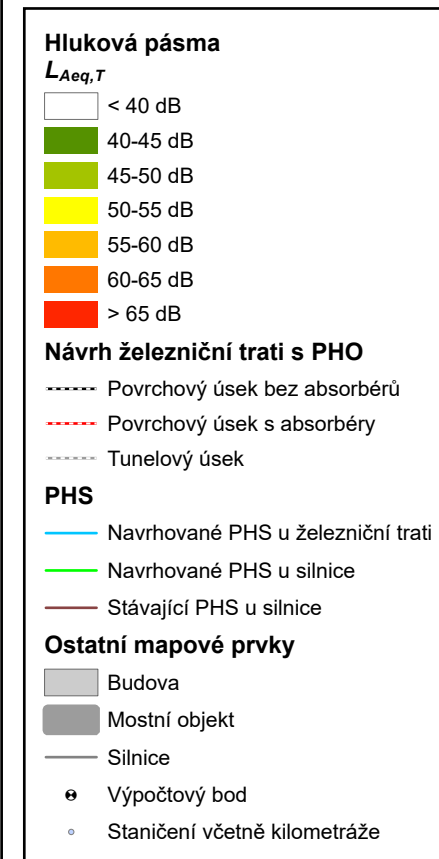 Hluková pásma
LAeq,T
< 40 dB
40-45 dB
45-50 dB
50-55 dB
55-60 dB
60-65 dB
> 65 dB
Návrh železniční trati s PHO
Povrchový úsek bez absorbérů
Povrchový úsek s absorbéry
Tunelový úsek
PHS
Navrhované PHS u železniční trati
Navrhované PHS u silnice
Stávající PHS u silnice
Ostatní mapové prvky
Budova
Mostní objekt
Silnice
Výpočtový bod
Staničení včetně kilometráže